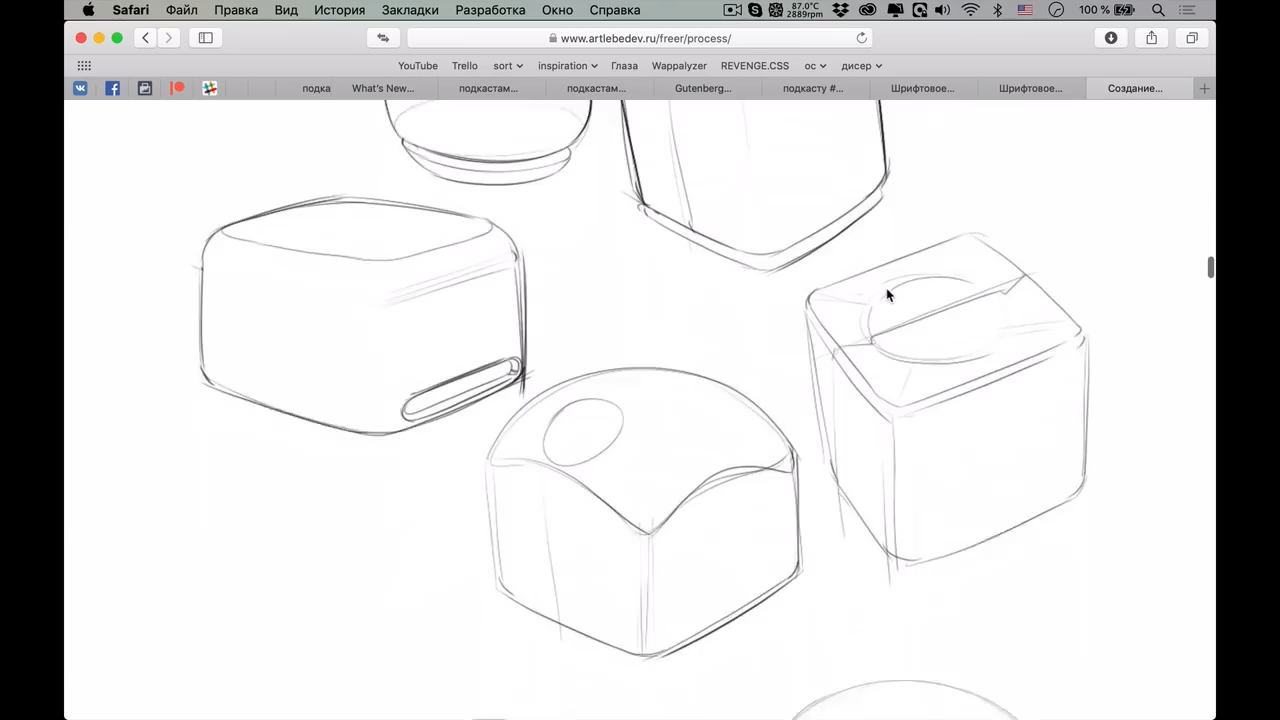 Safari Файл Правка Вид История Закладки Разработка Окно Справка 87.0°C 2889rpm 100 %
www.artlebedev.ru/freer/process/
YouTube Trello sort inspiration Глаза Wappalyzer REVENGE.CSS ос дисер
подка What's New... подкастам... подкастам... Gutenberg... подкасту #... Шрифтовое... Шрифтовое... Создание...